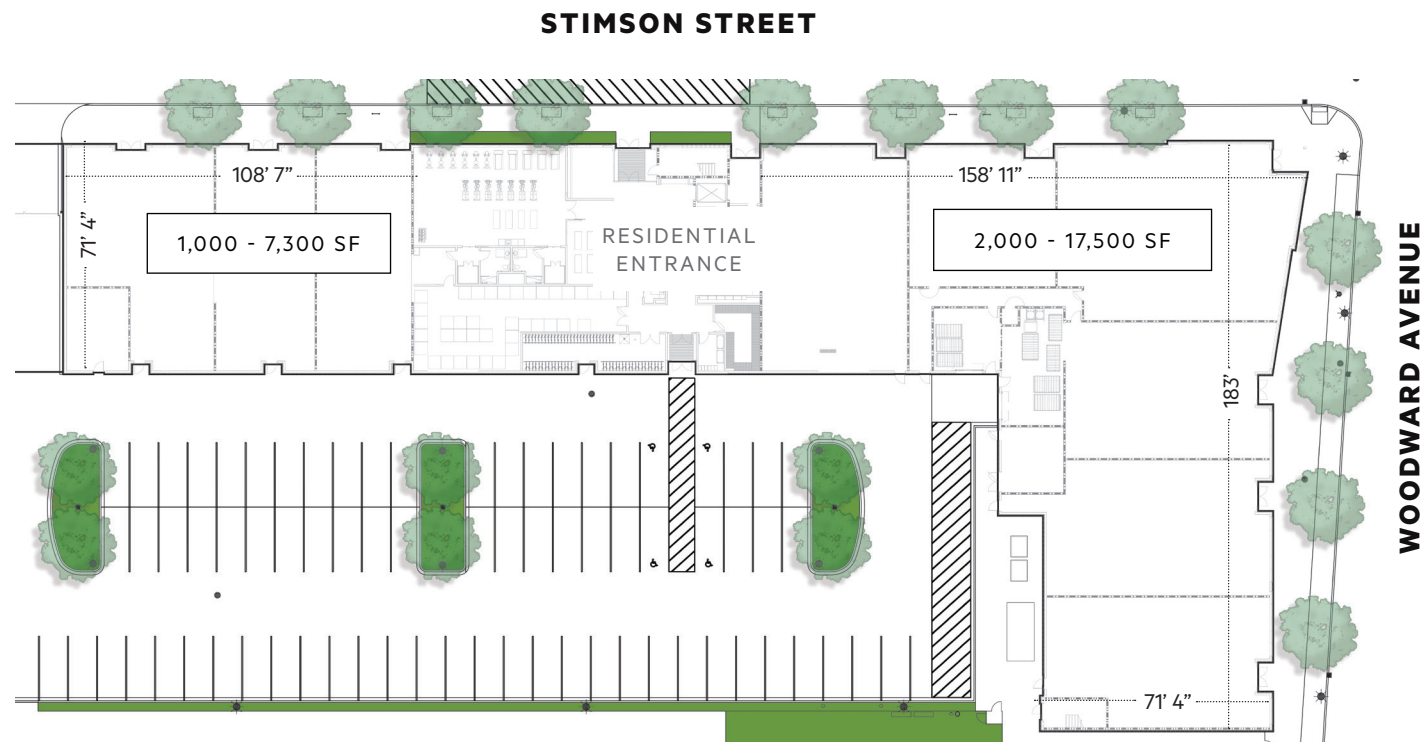 STIMSON STREET
108’ 7”
158’ 11”
71’ 4”
1,000 - 7,300 SF
RESIDENTIAL
ENTRANCE
2,000 - 17,500 SF
WOODWARD AVENUE
183’
71’ 4”